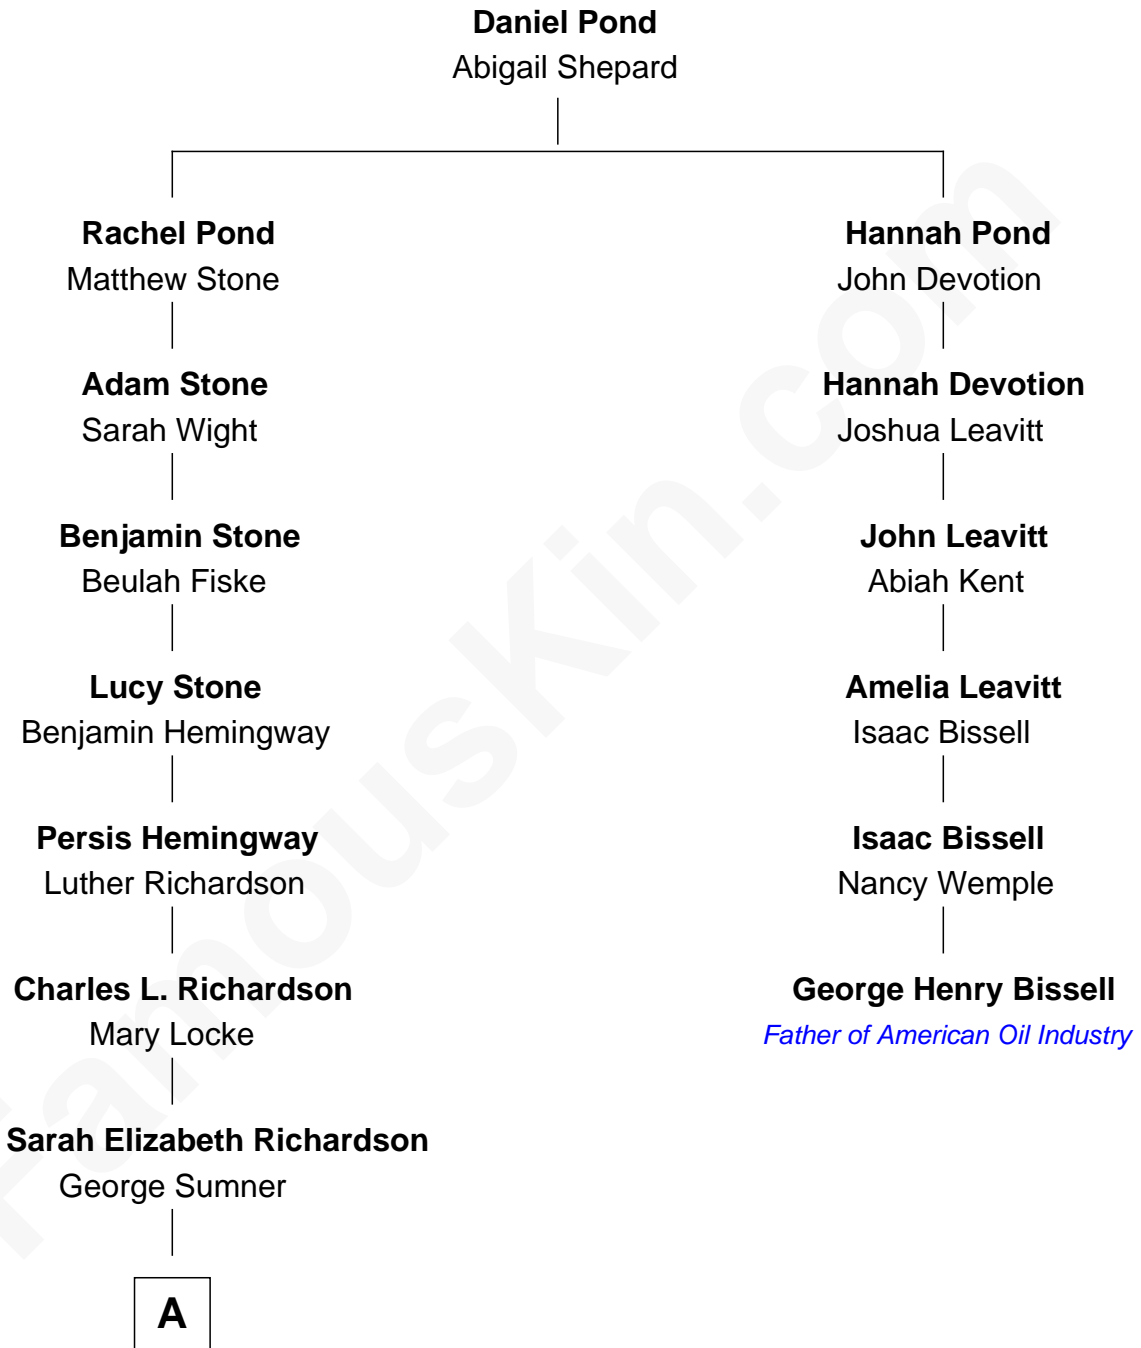 Daniel Pond
Abigail Shepard
Rachel Pond
Matthew Stone
Adam Stone
Sarah Wight
Benjamin Stone
Beulah Fiske
Lucy Stone
Benjamin Hemingway
Persis Hemingway
Luther Richardson
Charles L. Richardson
Mary Locke
Sarah Elizabeth Richardson
George Sumner
A
Hannah Pond
John Devotion
Hannah Devotion
Joshua Leavitt
John Leavitt
Abiah Kent
Amelia Leavitt
Isaac Bissell
Isaac Bissell
Nancy Wemple
George Henry Bissell
Father of American Oil Industry
FamousKin.com